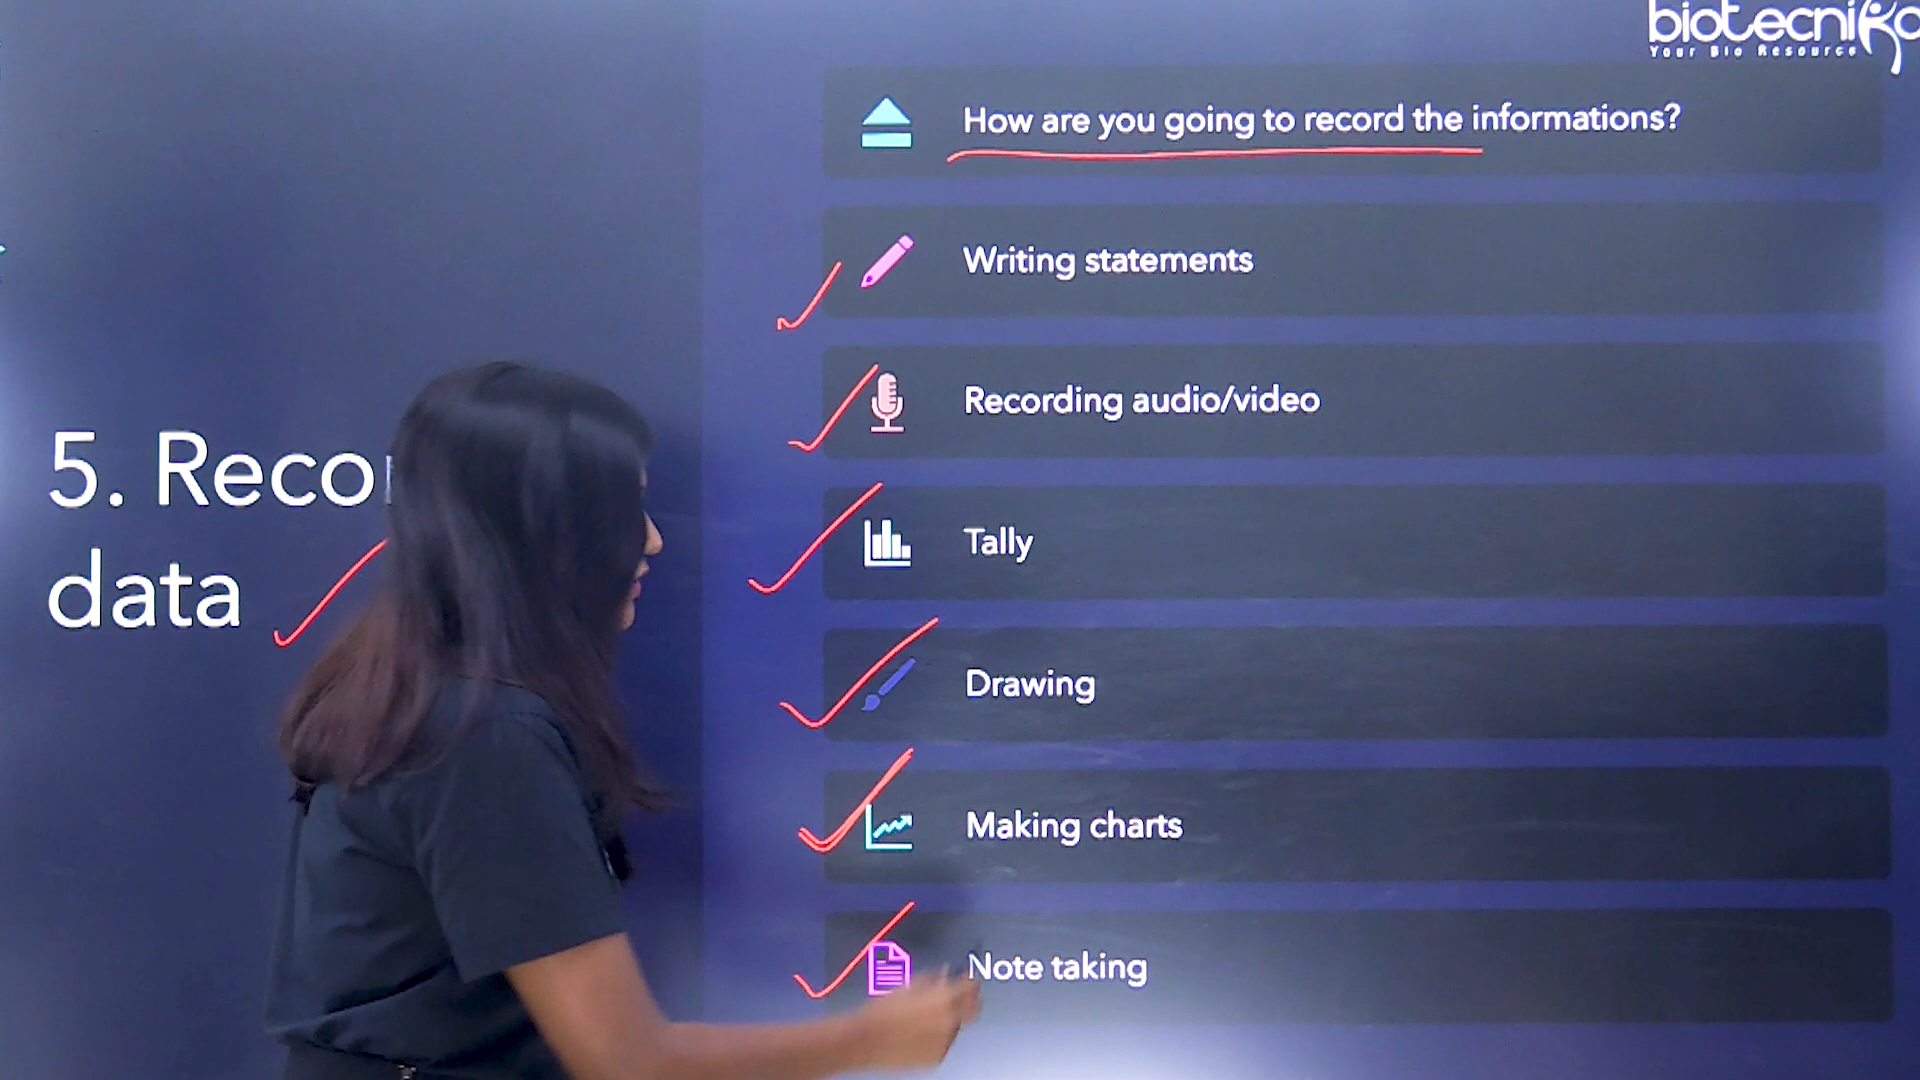 biotecnika
Your Bio Resource
How are you going to record the informations?
Writing statements
Recording audio/video
5. Recor
data
Tally
Drawing
Making charts
Note taking